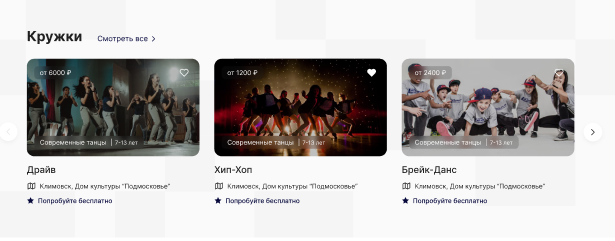 Кружки
Смотреть все
от 6000 ₽
от 1200 ₽
от 2400 ₽
Современные танцы | 7-13 лет
Современные танцы | 7-13 лет
Современные танцы | 7-13 лет
Драйв
Хип-Хоп
Брейк-Данс
Климовск, Дом культуры "Подмосковье"
Климовск, Дом культуры "Подмосковье"
Климовск, Дом культуры "Подмосковье"
Попробуйте бесплатно
Попробуйте бесплатно
Попробуйте бесплатно